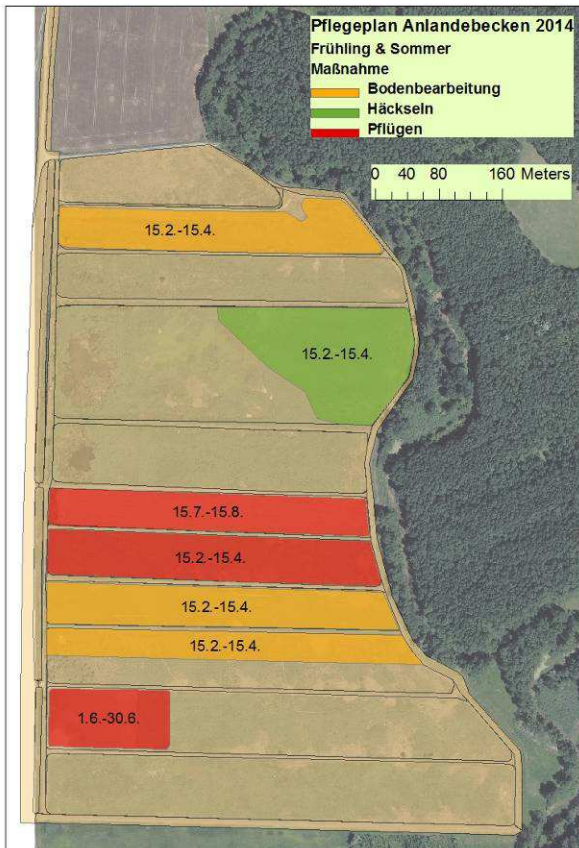 Pflegeplan Anlandebecken 2014
Frühling & Sommer
Maßnahme
Bodenbearbeitung
Häckseln
Pflügen
0 40 80 160 Meters
15.2.-15.4.
15.2.-15.4.
15.7.-15.8.
15.2.-15.4.
15.2.-15.4.
15.2.-15.4.
1.6.-30.6.